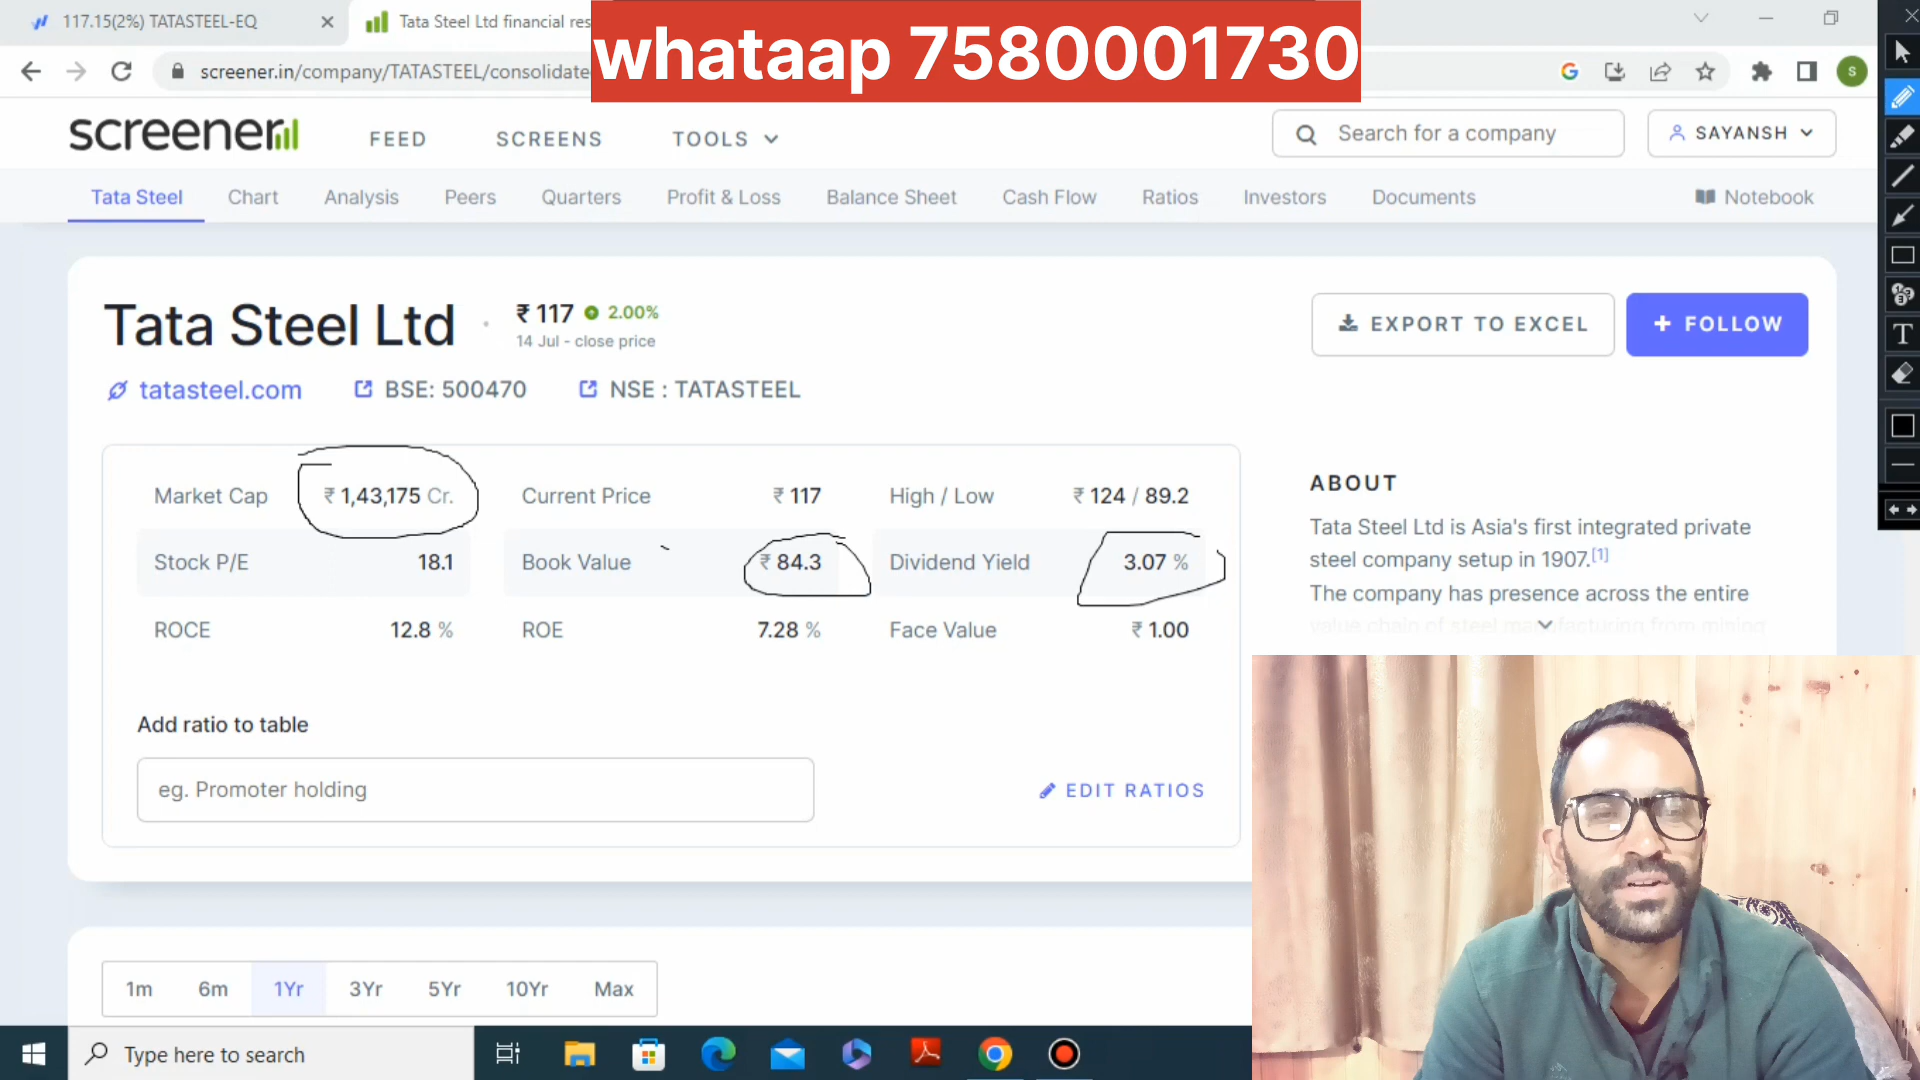 117.15(2%) TATASTEEL-EQ
Tata Steel Ltd financial res
whataap 7580001730
screener.in/company/TATASTEEL/consolidate
S
screener
FEED
SCREENS
TOOLS
Search for a company
SAYANSH
Tata Steel
Chart
Analysis
Peers
Quarters
Profit & Loss
Balance Sheet
Cash Flow
Ratios
Investors
Documents
Notebook
Tata Steel Ltd
₹ 117 2.00%
14 Jul - close price
EXPORT TO EXCEL
+ FOLLOW
tatasteel.com
BSE: 500470
NSE : TATASTEEL
Market Cap ₹ 1,43,175 Cr.
Current Price ₹ 117
High / Low ₹ 124 / 89.2
Stock P/E 18.1
Book Value ₹ 84.3
Dividend Yield 3.07 %
ROCE 12.8 %
ROE 7.28 %
Face Value ₹ 1.00
Add ratio to table
eg. Promoter holding
EDIT RATIOS
ABOUT
Tata Steel Ltd is Asia's first integrated private
steel company setup in 1907.[1]
The company has presence across the entire
value chain of steel manufacturing from mining
1m
6m
1Yr
3Yr
5Yr
10Yr
Max
Type here to search
T